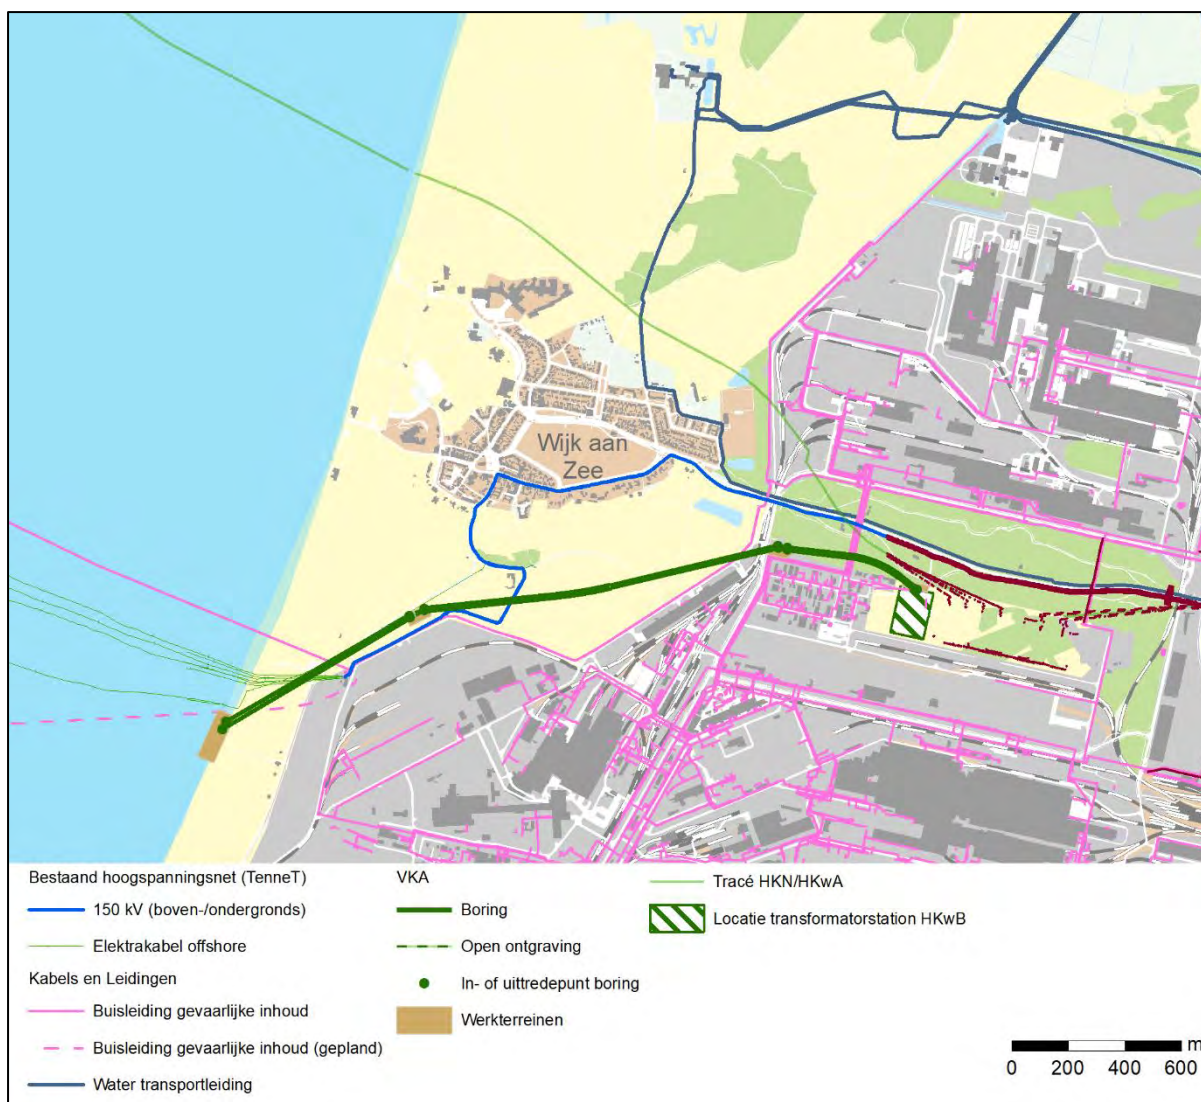 Wijk aan
Zee
Bestaand hoogspanningsnet (TenneT)
150 kV (boven-/ondergronds)
Elektrakabel offshore
Kabels en Leidingen
Buisleiding gevaarlijke inhoud
Buisleiding gevaarlijke inhoud (gepland)
Water transportleiding
VKA
Boring
Open ontgraving
In- of uittredepunt boring
Werkterreinen
Tracé HKN/HKwA
Locatie transformatorstation HKwB
m
0 200 400 600